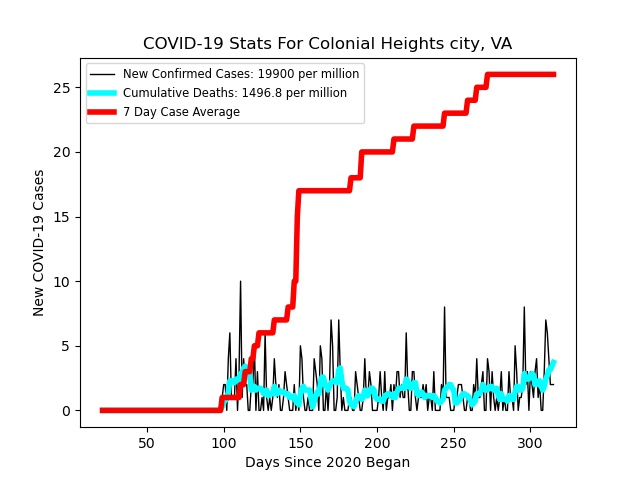 COVID-19 Stats For Colonial Heights city, VA
New Confirmed Cases: 19900 per million
Cumulative Deaths: 1496.8 per million
7 Day Case Average
New COVID-19 Cases
25
20
15
10
5
0
50 100 150 200 250 300
Days Since 2020 Began